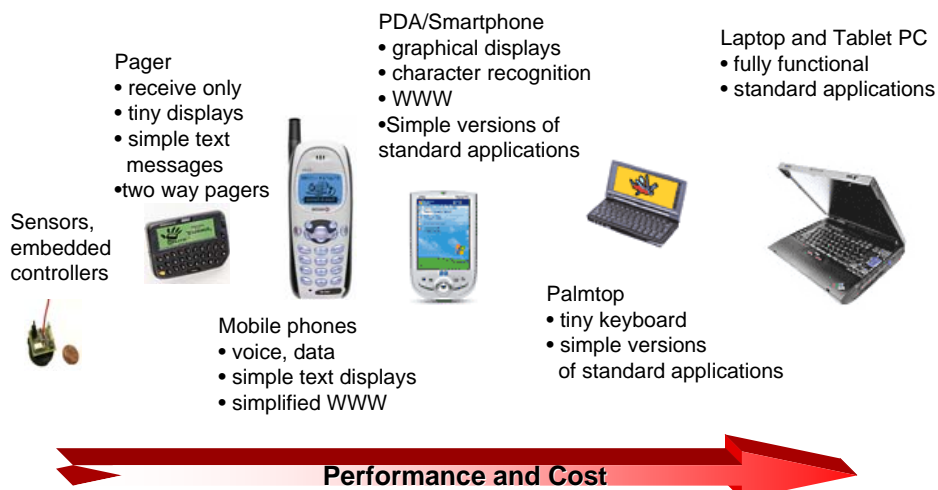 Sensors,
embedded
controllers
Pager
• receive only
• tiny displays
• simple text
messages
•two way pagers
Mobile phones
• voice, data
• simple text displays
• simplified WWW
PDA/Smartphone
• graphical displays
• character recognition
• WWW
•Simple versions of
standard applications
Palmtop
• tiny keyboard
• simple versions
of standard applications
Laptop and Tablet PC
• fully functional
• standard applications
Performance and Cost